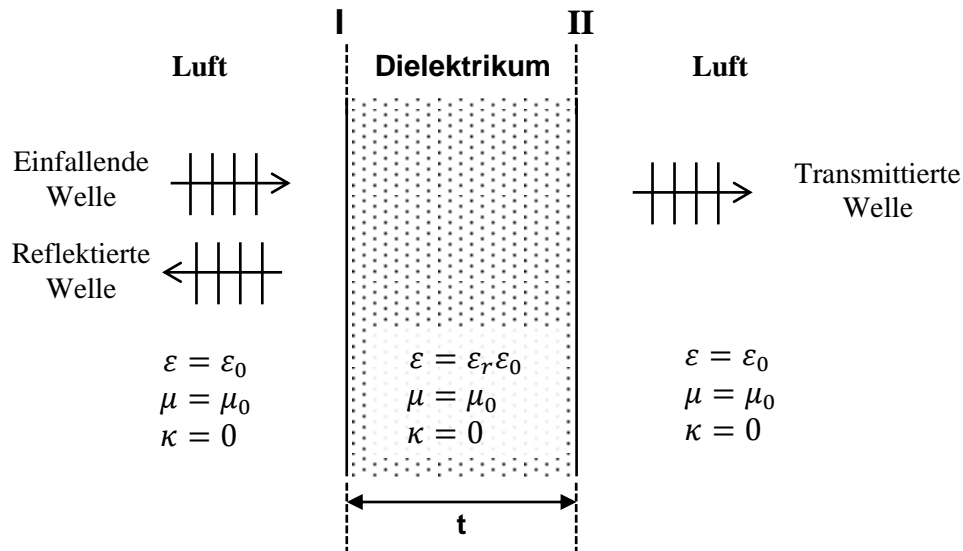 I II
Luft Dielektrikum Luft
Einfallende
Welle
Transmittierte
Welle
Reflektierte
Welle
ε = ε₀ ε = εᵣε₀ ε = ε₀
μ = μ₀ μ = μ₀ μ = μ₀
κ = 0 κ = 0 κ = 0
t